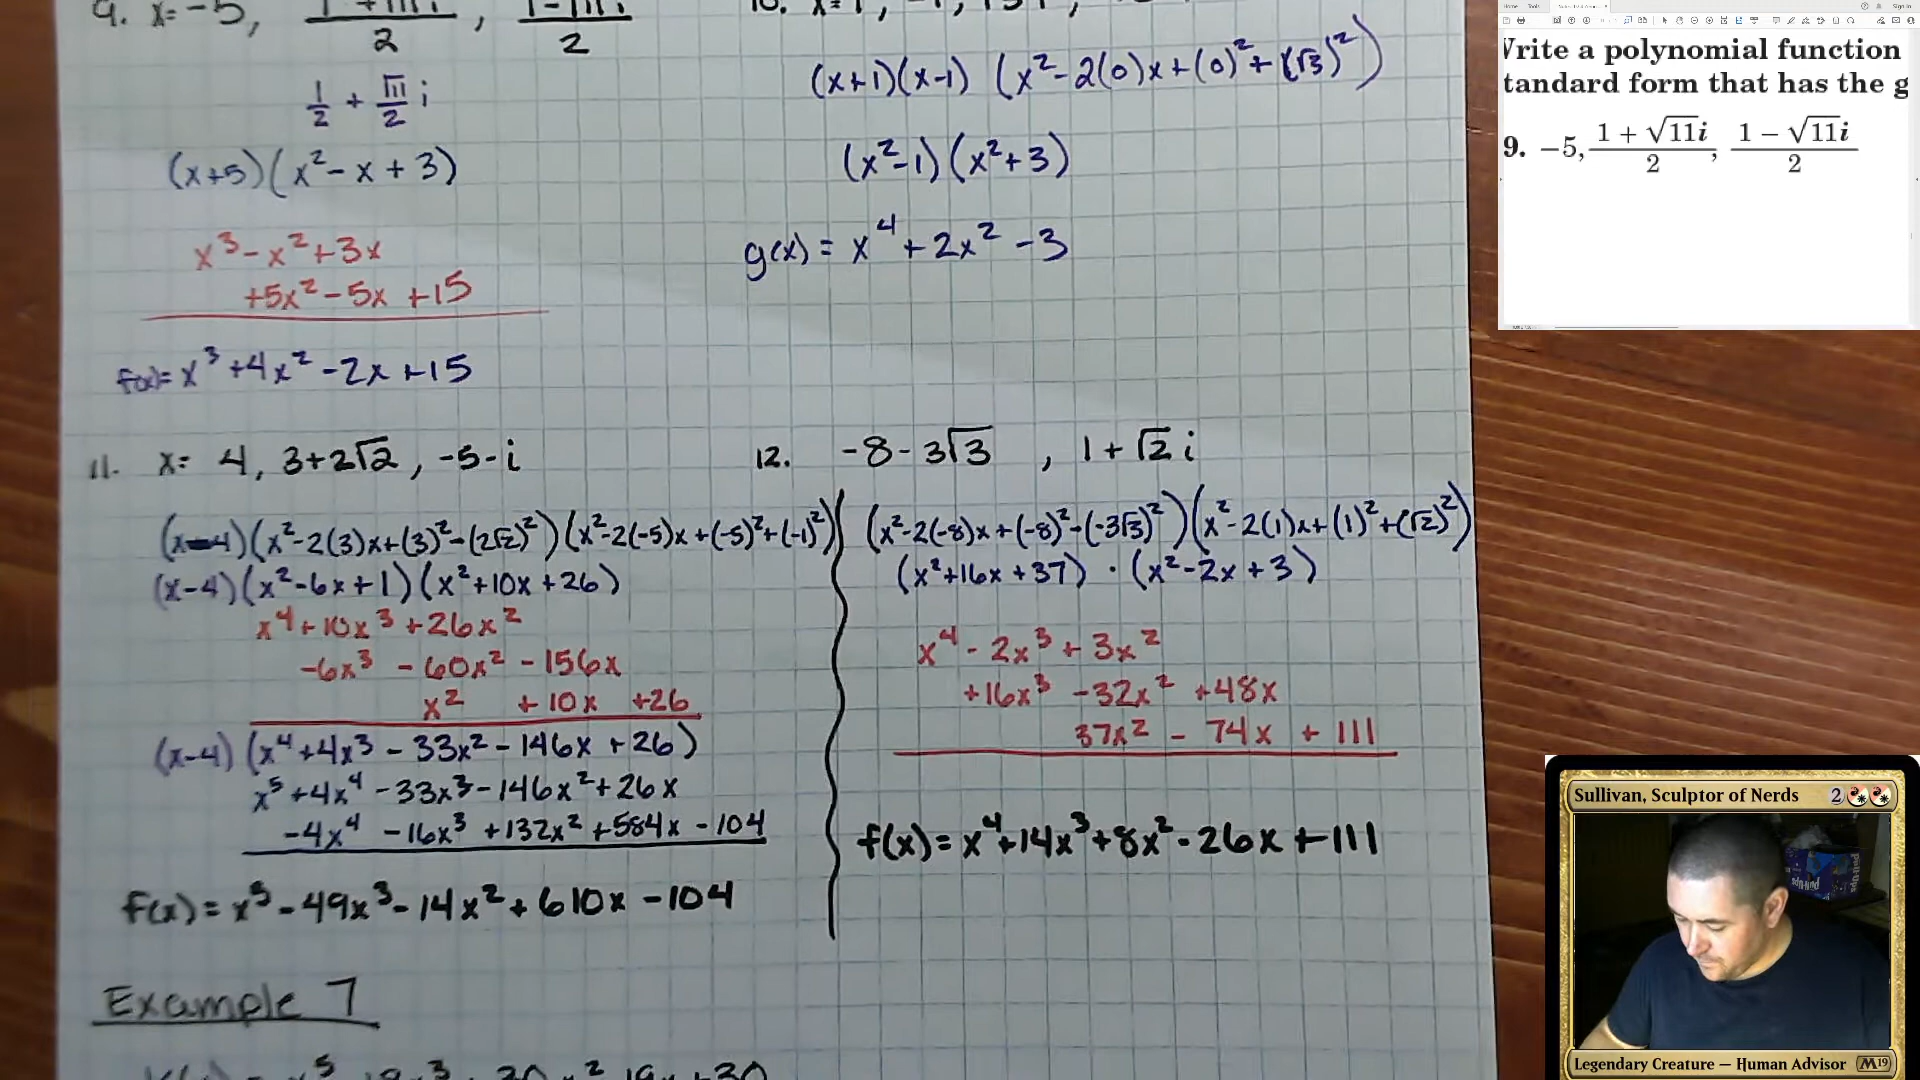 9. x = -5,
2
2
1/2 + √11/2 i
(x+5)(x² - x + 3)
x³ - x² + 3x
+5x² - 5x + 15
f(x) = x³ + 4x² - 2x + 15
(x+1)(x-1) (x² - 2(0)x + (0)² + (√3)²)
(x² - 1)(x² + 3)
g(x) = x⁴ + 2x² - 3
11. x = 4, 3+2√2, -5-i
(x-4)(x² - 2(3)x + (3)² - (2√2)²)(x² - 2(-5)x + (-5)² + (-1)²)
(x-4)(x² - 6x + 1)(x² + 10x + 26)
x⁴ + 10x³ + 26x²
-6x³ - 60x² - 156x
x² + 10x + 26
(x-4)(x⁴ + 4x³ - 33x² - 146x + 26)
x⁵ + 4x⁴ - 33x³ - 146x² + 26x
-4x⁴ - 16x³ + 132x² + 584x - 104
f(x) = x⁵ - 49x³ - 14x² + 610x - 104
12. -8 - 3√3, 1 + √2 i
(x² - 2(-8)x + (-8)² - (-3√3)²)(x² - 2(1)x + (1)² + (√2)²)
(x² + 16x + 37) · (x² - 2x + 3)
x⁴ - 2x³ + 3x²
+16x³ - 32x² + 48x
37x² - 74x + 111
f(x) = x⁴ + 14x³ + 8x² - 26x + 111
Example 7
Write a polynomial function
tandard form that has the g
9. -5, 1 + √11i / 2, 1 - √11i / 2
Sullivan, Sculptor of Nerds 2
Legendary Creature — Human Advisor M19